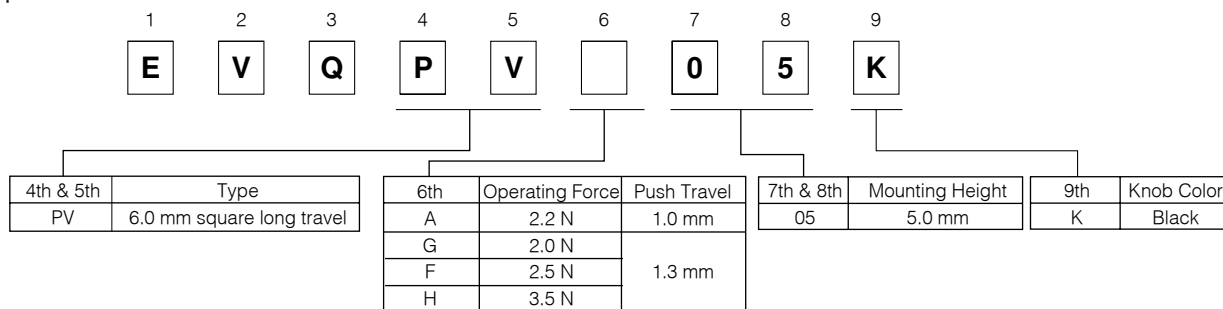 1 2 3 4 5 6 7 8 9
E V Q P V 0 5 K
4th & 5th Type
PV 6.0 mm square long travel
6th Operating Force Push Travel
A 2.2 N 1.0 mm
G 2.0 N
F 2.5 N 1.3 mm
H 3.5 N
7th & 8th Mounting Height
05 5.0 mm
9th Knob Color
K Black